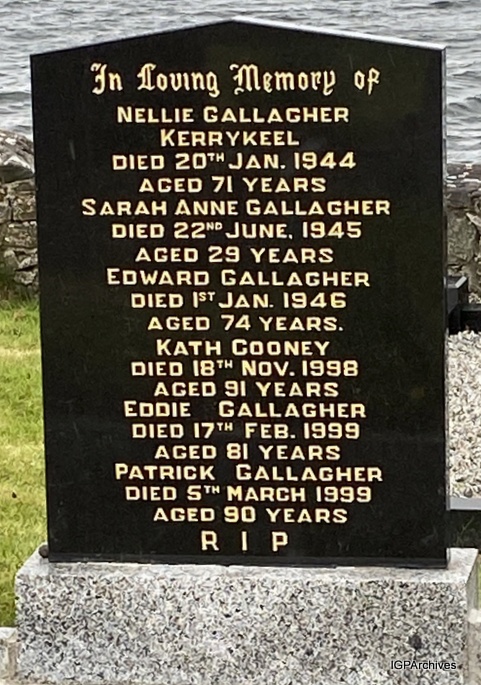 In Loving Memory of
NELLIE GALLAGHER
KERRYKEEL
DIED 20TH JAN. 1944
AGED 71 YEARS
SARAH ANNE GALLAGHER
DIED 22ND JUNE. 1945
AGED 29 YEARS
EDWARD GALLAGHER
DIED 1ST JAN. 1946
AGED 74 YEARS.
KATH COONEY
DIED 18TH NOV. 1998
AGED 91 YEARS
EDDIE GALLAGHER
DIED 17TH FEB. 1999
AGED 81 YEARS
PATRICK GALLAGHER
DIED 5TH MARCH 1999
AGED 90 YEARS
R I P
IGPArchives